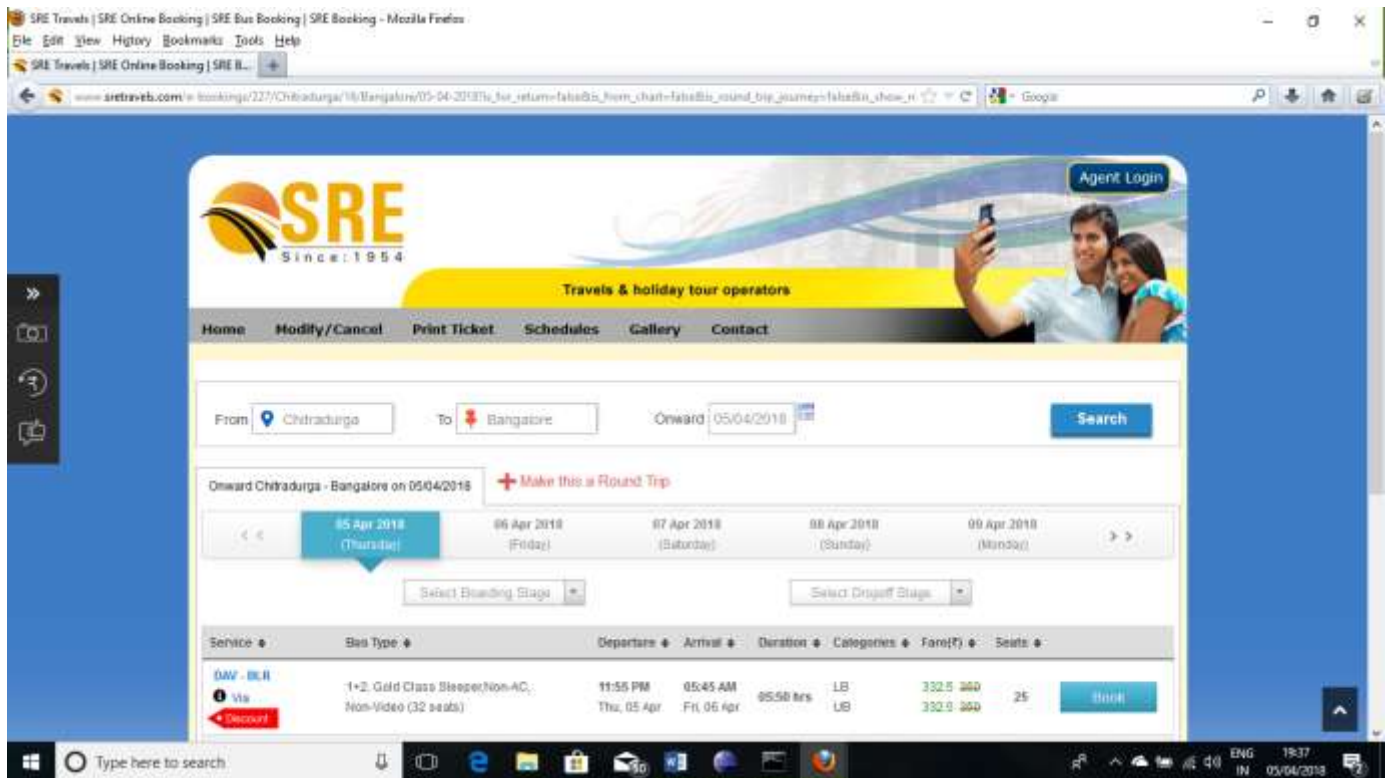 SRE Travels | SRE Online Booking | SRE Bus Booking | SRE Booking - Mozilla Firefox
File Edit View History Bookmarks Tools Help
SRE Travels | SRE Online Booking | SRE B...
Google
Agent Login
SRE
Since: 1954
Travels & holiday tour operators
Home Modify/Cancel Print Ticket Schedules Gallery Contact
From Chitradurga To Bangalore Onward 05/04/2018 Search
Onward Chitradurga - Bangalore on 05/04/2018 Make this a Round Trip
05 Apr 2018 06 Apr 2018 07 Apr 2018 08 Apr 2018 09 Apr 2018
(Thursday) (Friday) (Saturday) (Sunday) (Monday)
Select Boarding Stage Select Dropoff Stage
Service Bus Type Departure Arrival Duration Categories Fare(₹) Seats
DAV - BLR
Via
Discount
1+2, Gold Class Sleeper,Non-AC,
Non-Video (32 seats)
11:55 PM
Thu, 05 Apr
05:45 AM
Fri, 06 Apr
05:50 hrs
LB
UB
332.5 350
332.5 350
25
Book
Type here to search
ENG
IN
19:37
05/04/2018